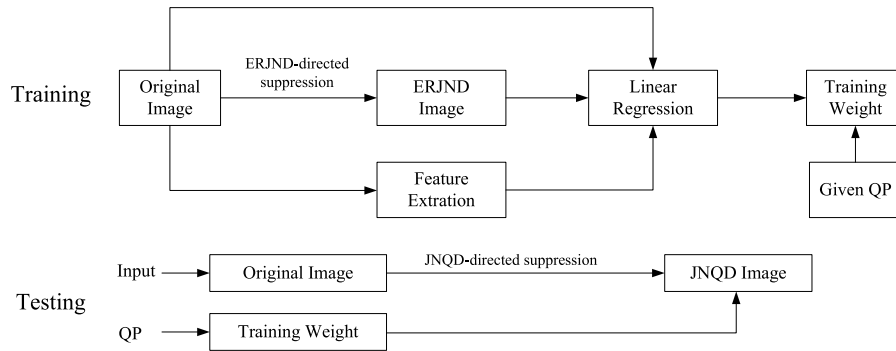 Training
Original
Image
ERJND-directed
suppression
ERJND
Image
Linear
Regression
Training
Weight
Feature
Extration
Given QP
Testing
Input
Original Image
JNQD-directed suppression
JNQD Image
QP
Training Weight